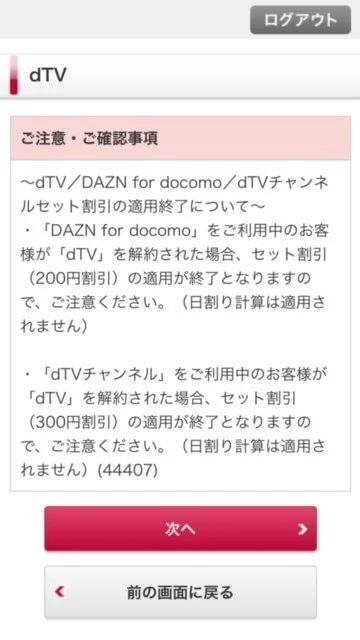 ログアウト
dTV
ご注意・ご確認事項
～dTV／DAZN for docomo／dTVチャンネ
ルセット割引の適用終了について～
・「DAZN for docomo」をご利用中のお客
様が「dTV」を解約された場合、セット割引
（200円割引）の適用が終了となりますの
で、ご注意ください。（日割り計算は適用さ
れません）
・「dTVチャンネル」をご利用中のお客様が
「dTV」を解約された場合、セット割引
（300円割引）の適用が終了となりますの
で、ご注意ください。（日割り計算は適用さ
れません）(44407)
次へ
前の画面に戻る